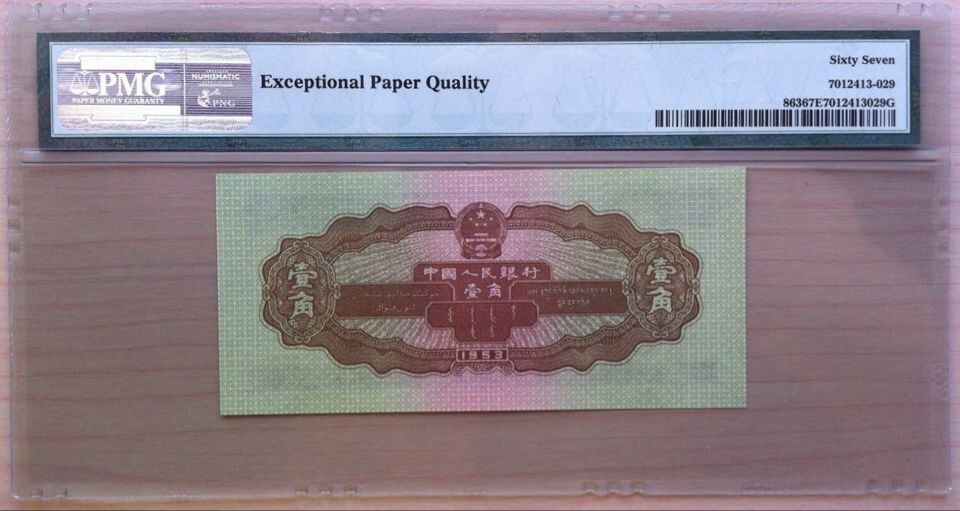 PMG
PAPER MONEY GUARANTY
NUMISMATIC
PNG
Exceptional Paper Quality
Sixty Seven
7012413-029
86367E7012413029G
中國人民銀行
壹角
壹角
壹角
1953